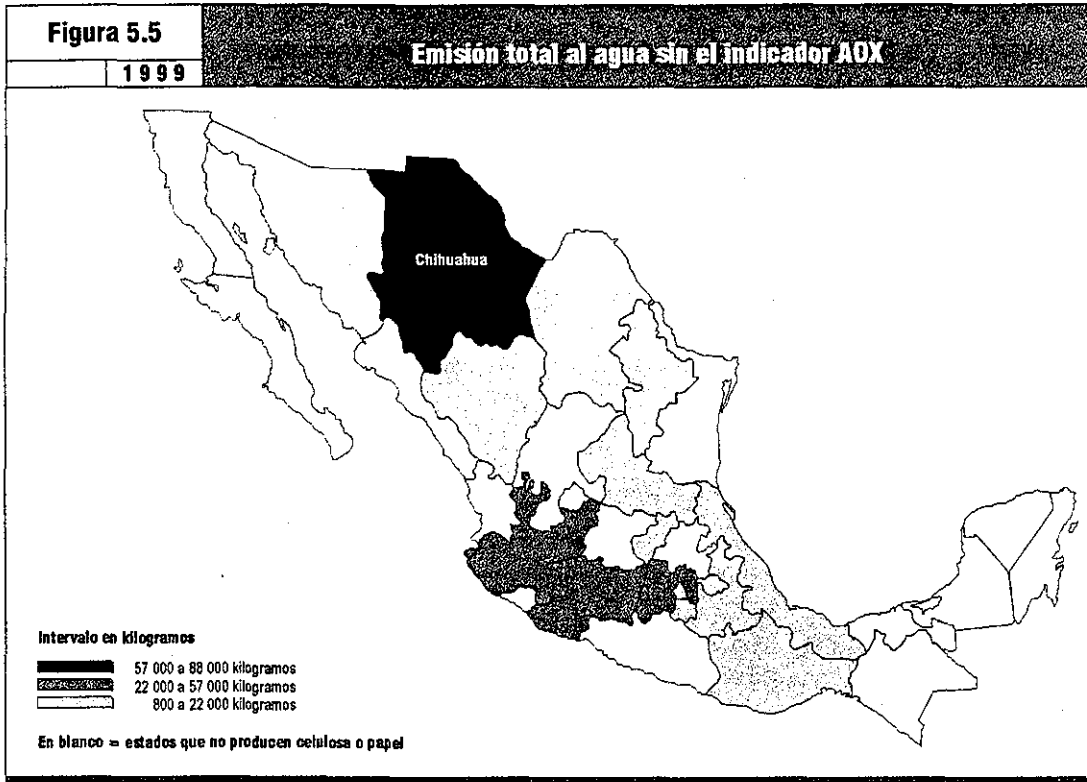 Figura 5.5
1999
Emisión total al agua sin el indicador AOX
Chihuahua
Intervalo en kilogramos
57 000 a 88 000 kilogramos
22 000 a 57 000 kilogramos
800 a 22 000 kilogramos
En blanco = estados que no producen celulosa o papel